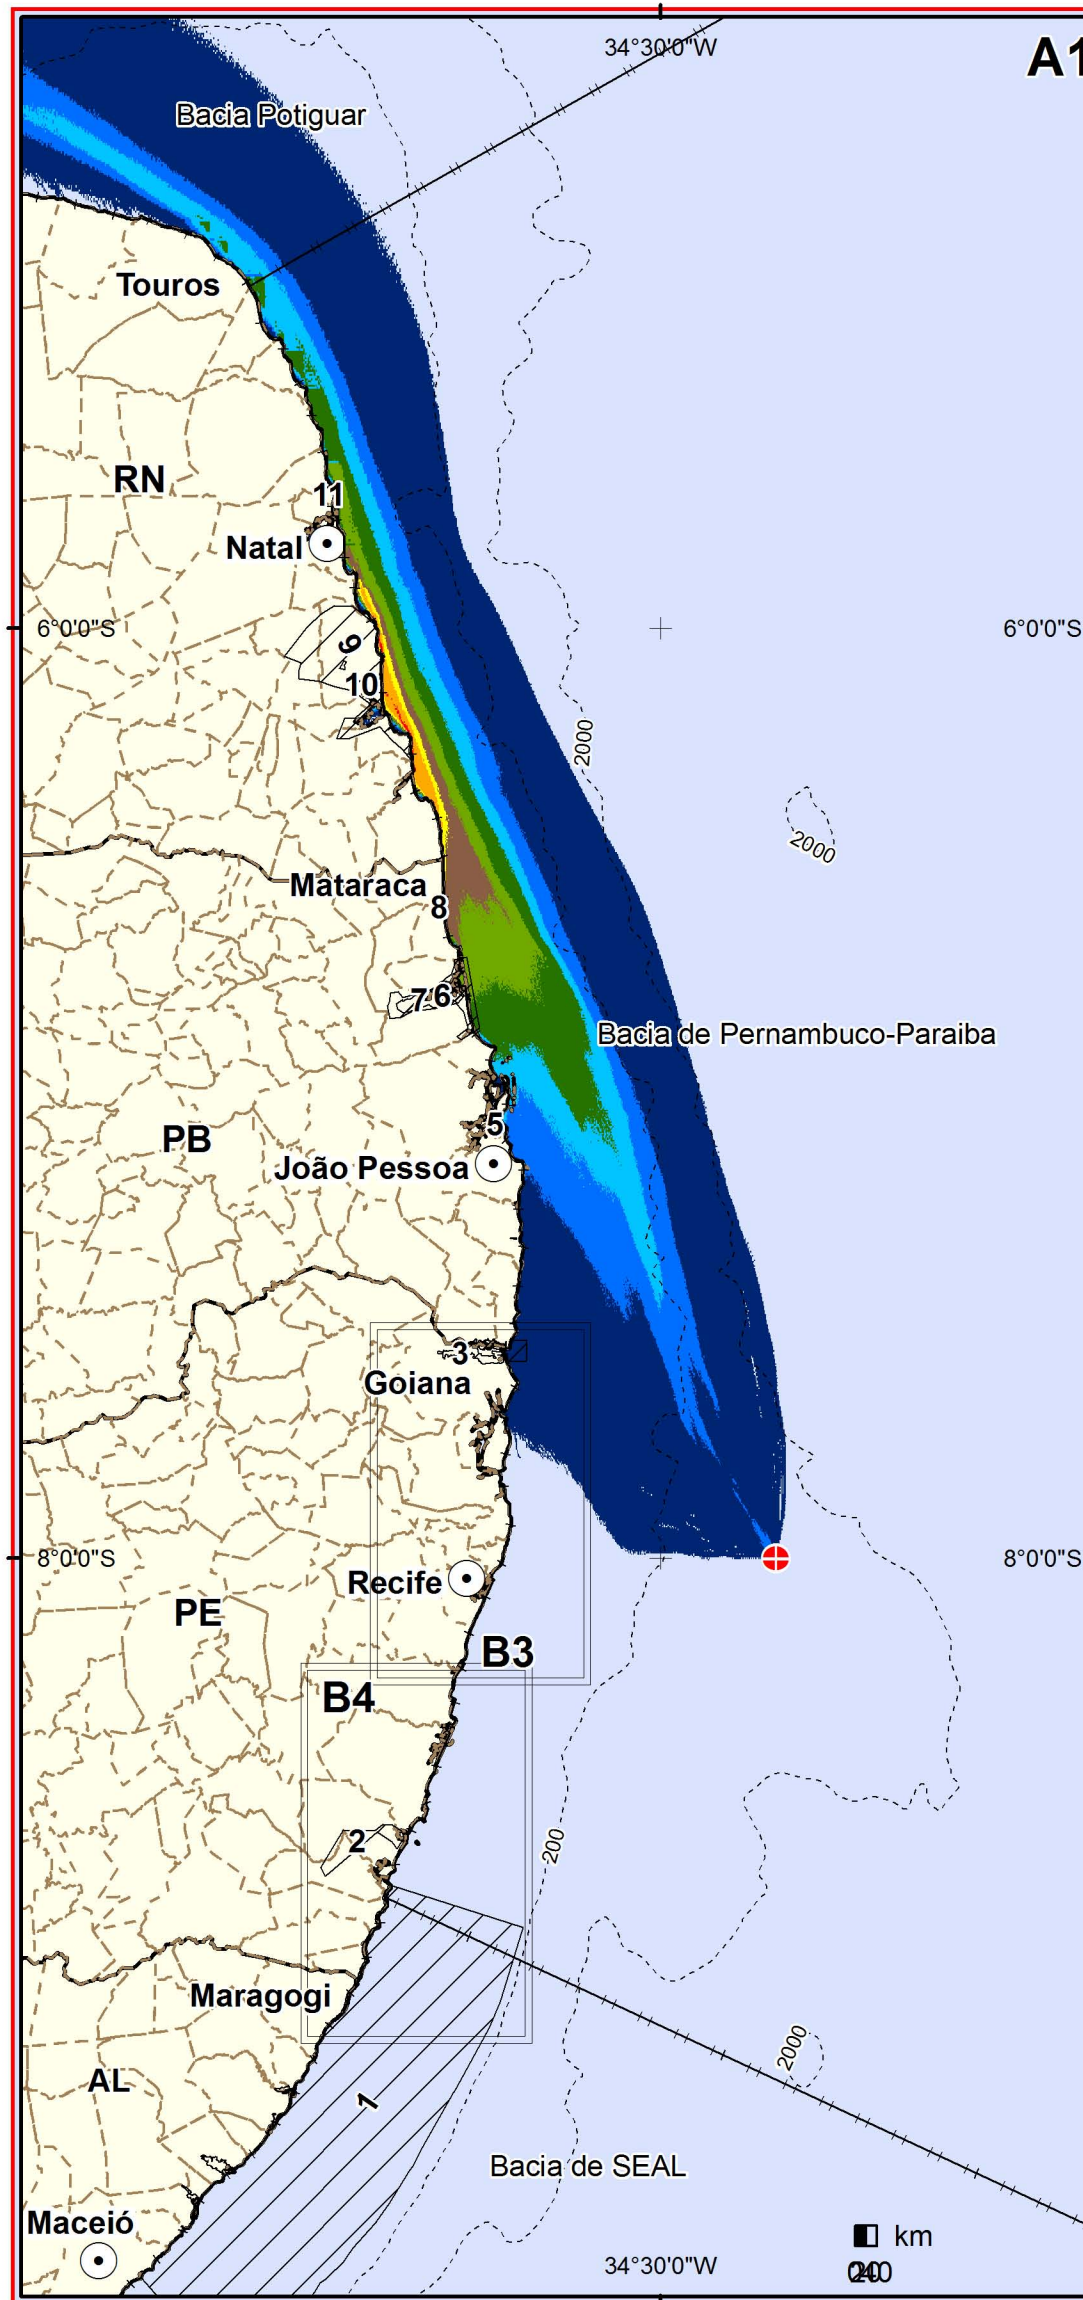 34°30'0"W
A1
Bacia Potiguar
Touros
RN
11
Natal
6°0'0"S
6°0'0"S
9
10
2000
2000
Mataraca
8
7
6
Bacia de Pernambuco-Paraiba
5
PB
João Pessoa
3
Goiana
8°0'0"S
8°0'0"S
Recife
PE
B3
B4
2
200
Maragogi
2000
AL
1
Bacia de SEAL
Maceió
km
34°30'0"W